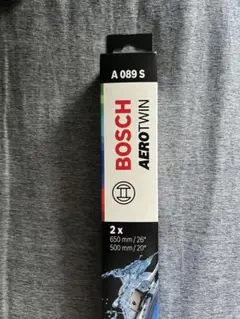 A 089 S
BOSCH
AEROTWIN
2 x
650 mm / 26"
500 mm / 20"